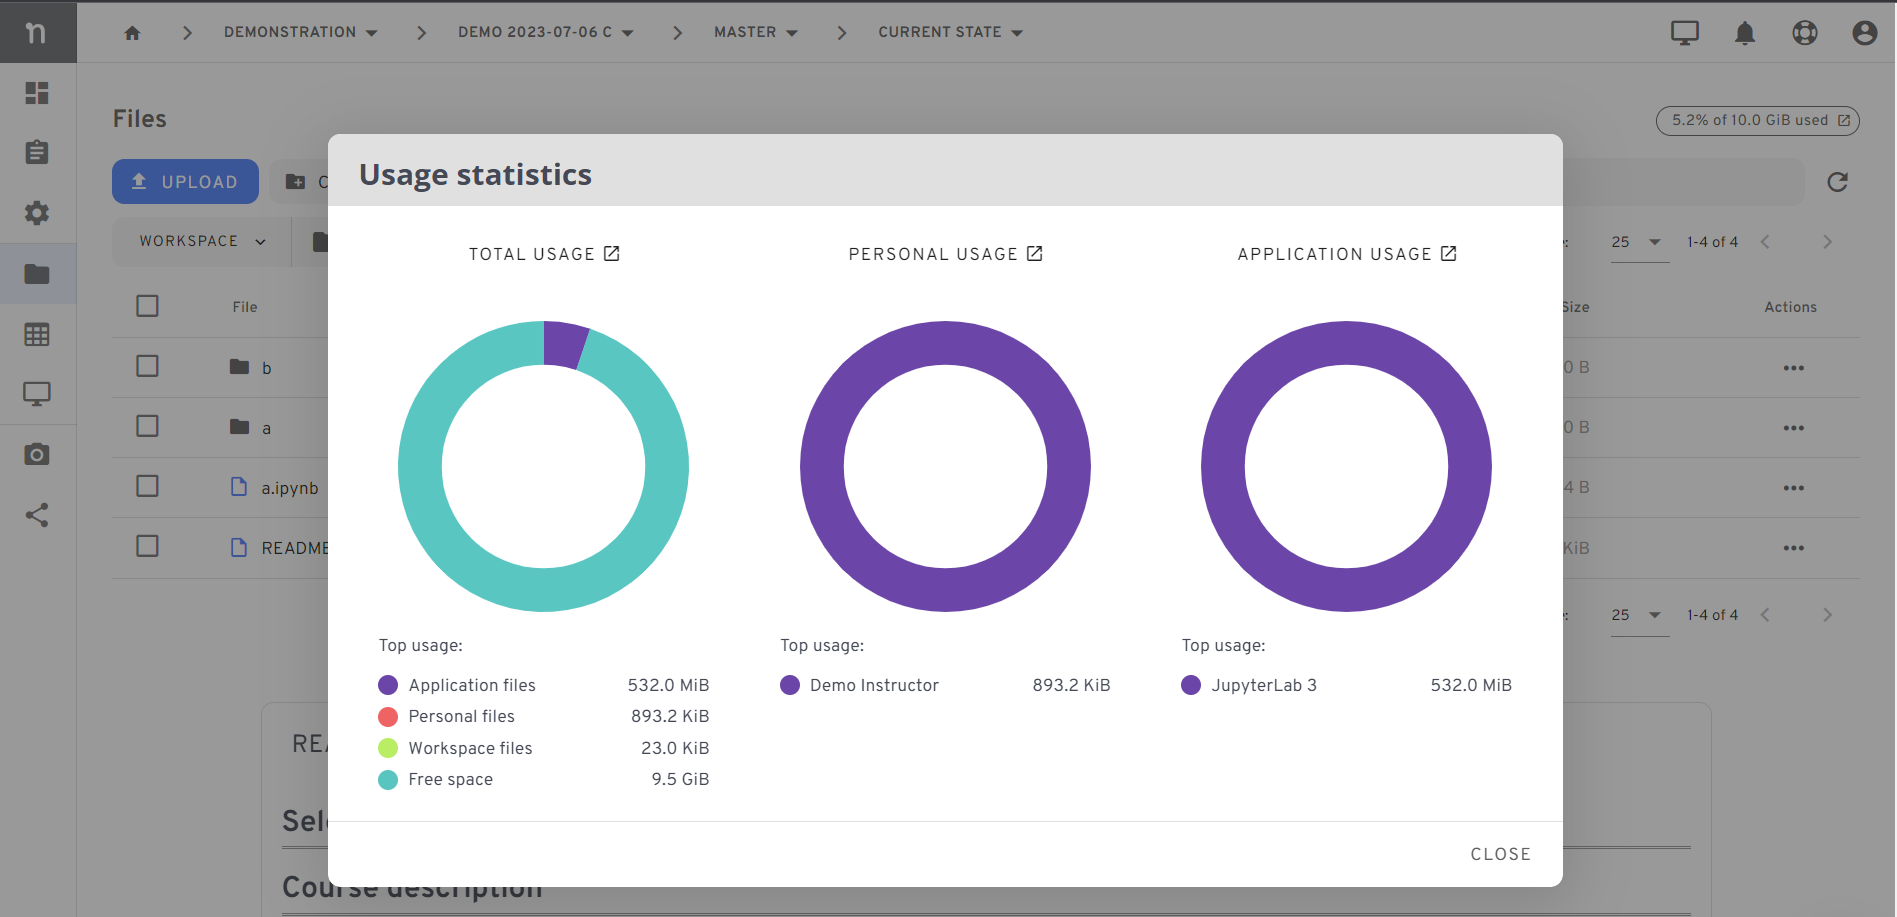 n
DEMONSTRATION
DEMO 2023-07-06 C
MASTER
CURRENT STATE
Files
5.2% of 10.0 GiB used
UPLOAD
C
Usage statistics
WORKSPACE
25
1-4 of 4
TOTAL USAGE
PERSONAL USAGE
APPLICATION USAGE
File
Size
Actions
b
0 B
a
0 B
a.ipynb
4 B
README
KiB
25
1-4 of 4
Top usage:
Application files 532.0 MiB
Personal files 893.2 KiB
Workspace files 23.0 KiB
Free space 9.5 GiB
Top usage:
Demo Instructor 893.2 KiB
Top usage:
JupyterLab 3 532.0 MiB
REA
Sel
CLOSE
Course description